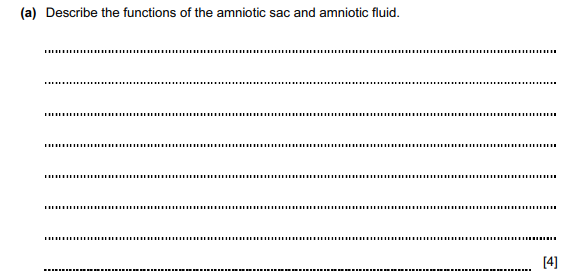 (a) Describe the functions of the amniotic sac and amniotic fluid.
[4]